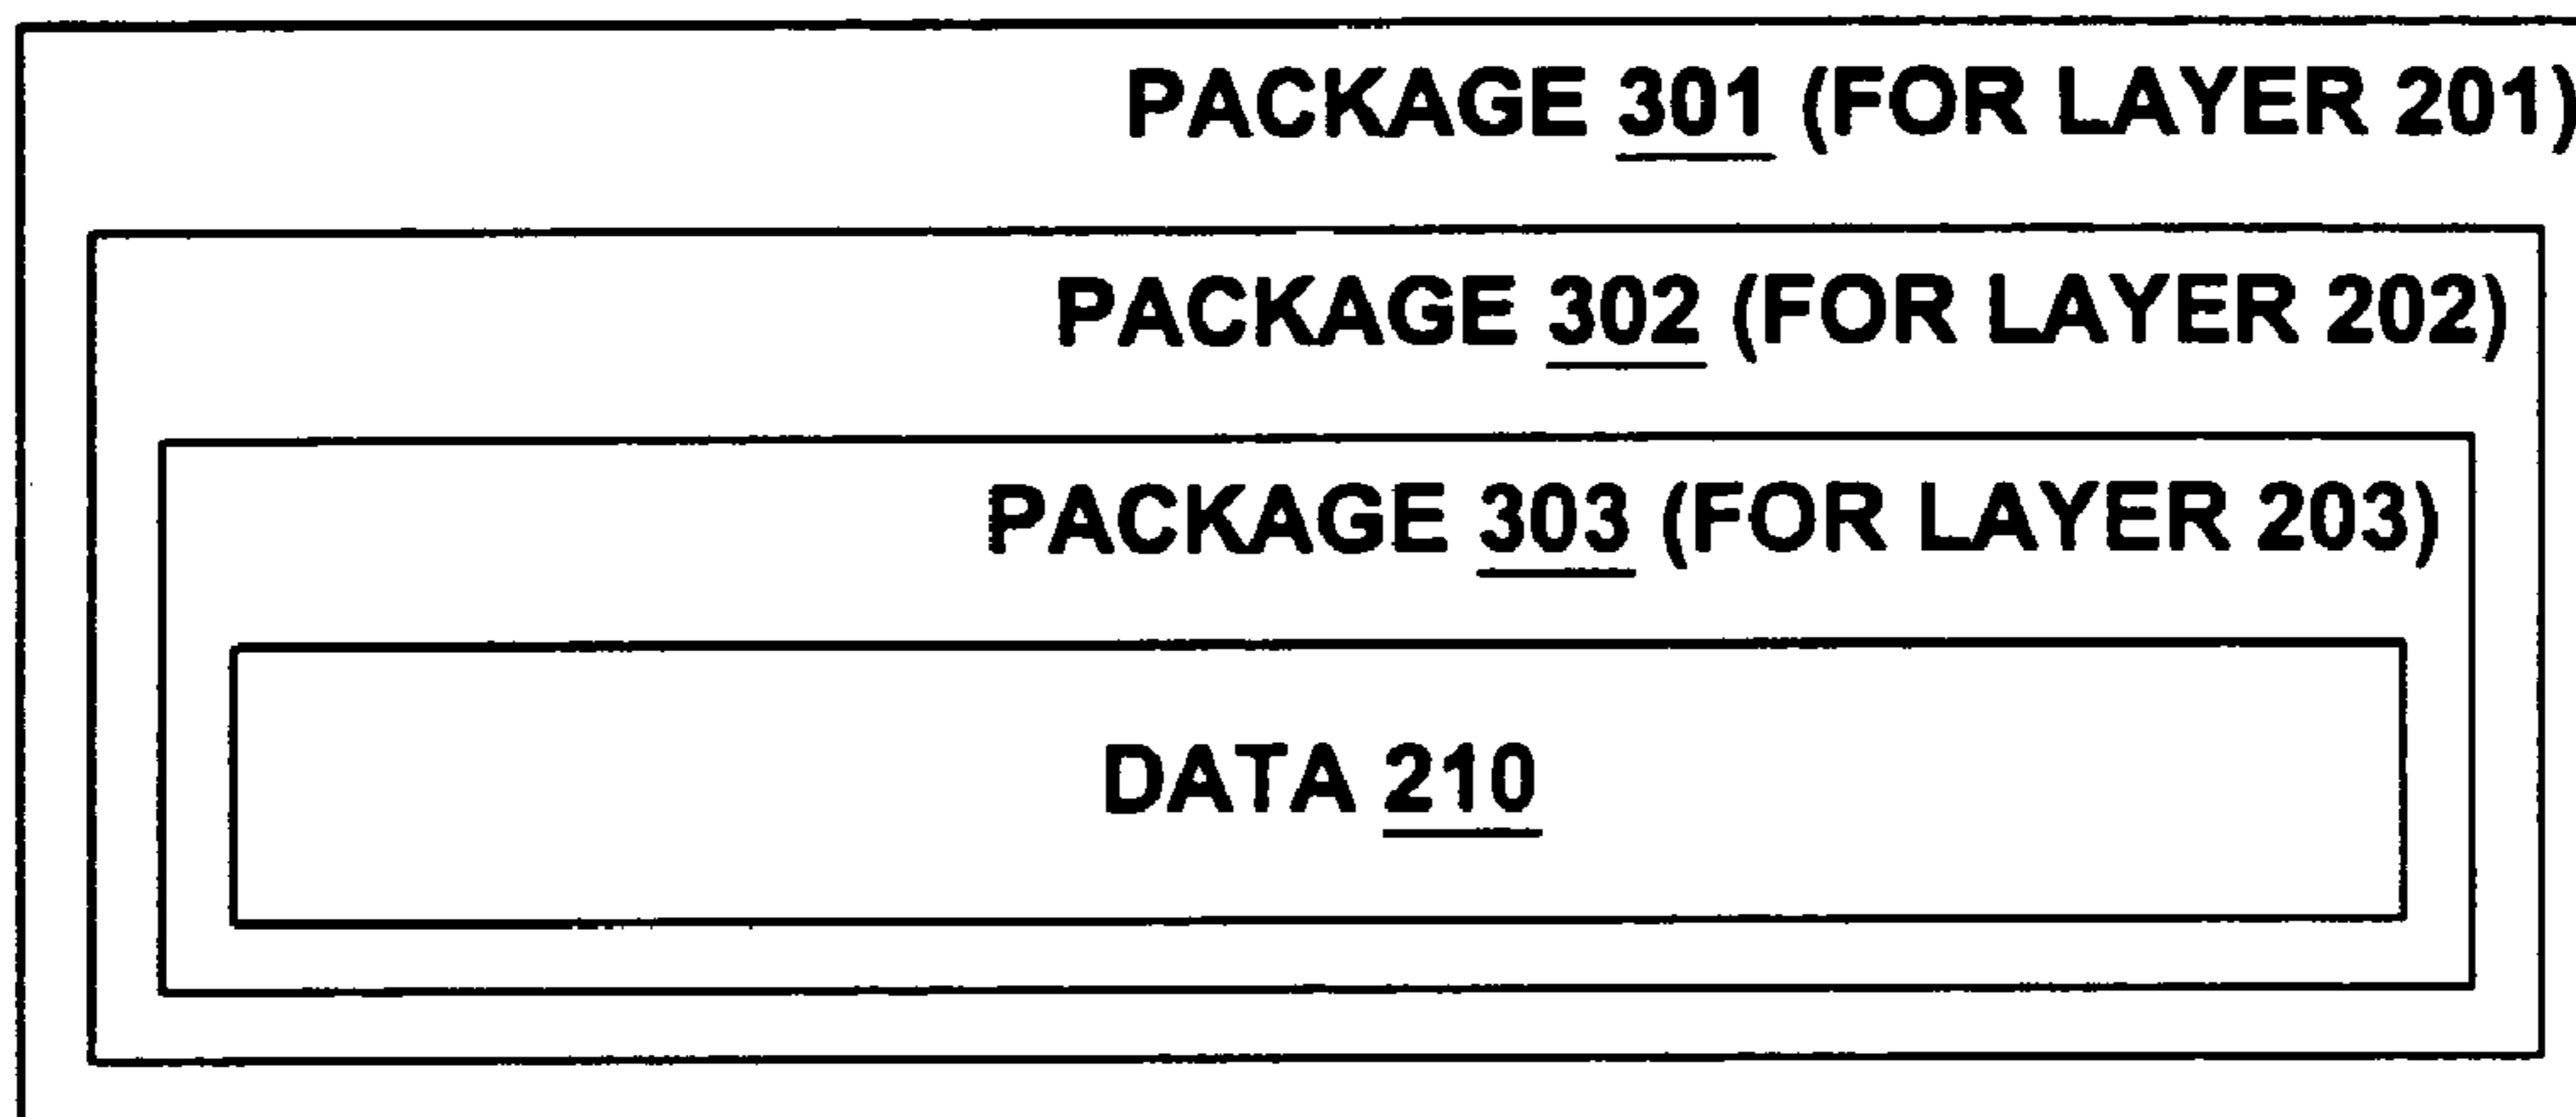 PACKAGE 301 (FOR LAYER 201)
PACKAGE 302 (FOR LAYER 202)
PACKAGE 303 (FOR LAYER 203)
DATA 210